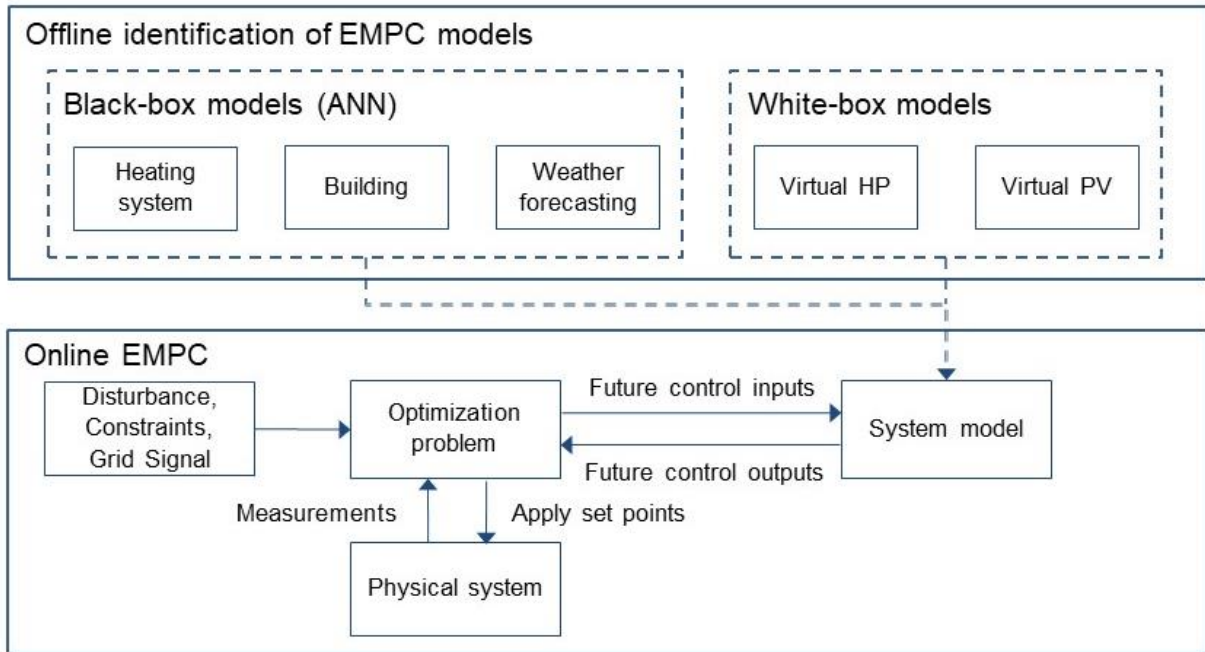 Offline identification of EMPC models
Black-box models (ANN)
Heating
system
Building
Weather
forecasting
White-box models
Virtual HP
Virtual PV
Online EMPC
Disturbance,
Constraints,
Grid Signal
Optimization
problem
Future control inputs
Future control outputs
System model
Measurements
Apply set points
Physical system